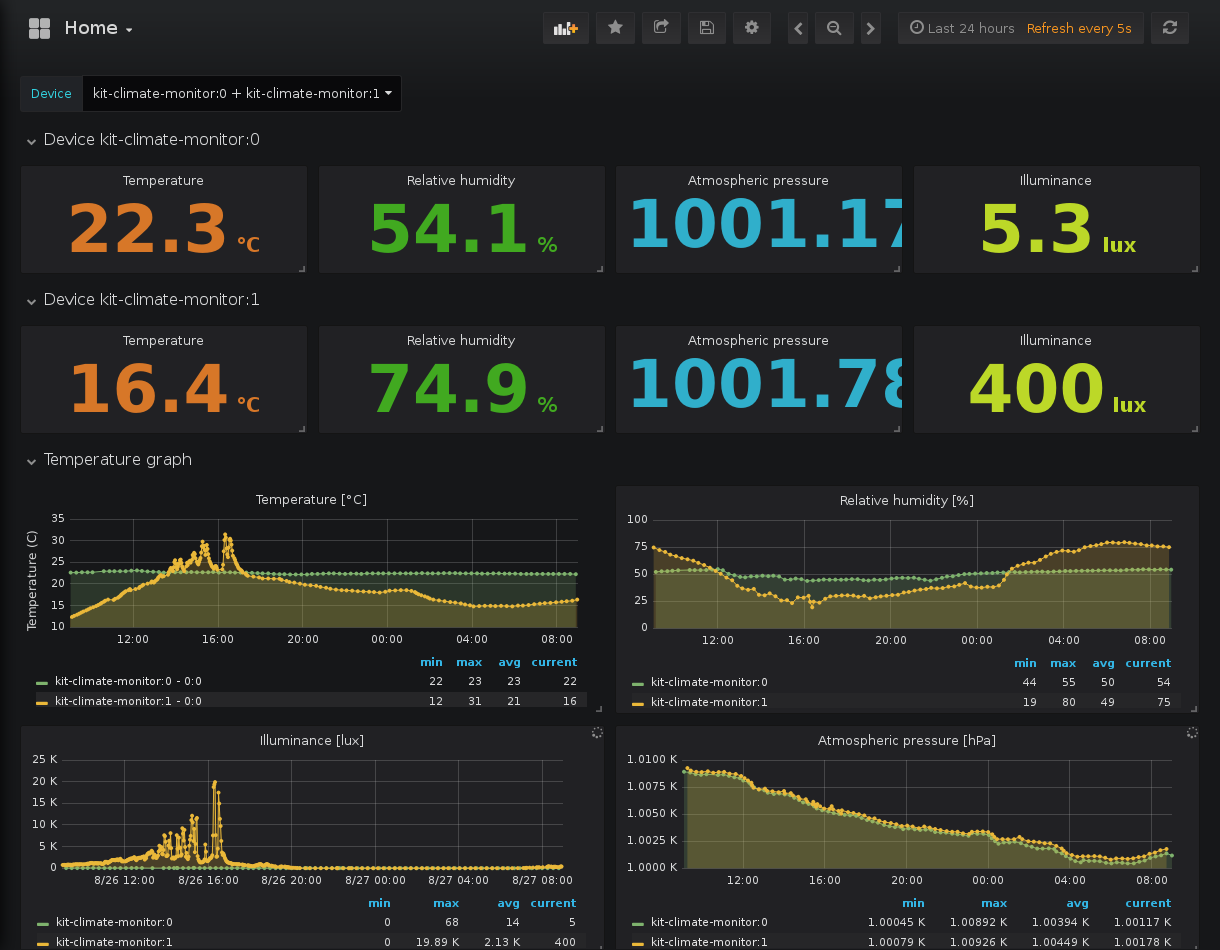 Home
Last 24 hours Refresh every 5s
Device kit-climate-monitor:0 + kit-climate-monitor:1
Device kit-climate-monitor:0
Temperature Relative humidity Atmospheric pressure Illuminance
22.3 °C 54.1 % 1001.17 5.3 lux
Device kit-climate-monitor:1
Temperature Relative humidity Atmospheric pressure Illuminance
16.4 °C 74.9 % 1001.78 400 lux
Temperature graph
Temperature [°C]
Temperature (C)
35
30
25
20
15
10
12:00 16:00 20:00 00:00 04:00 08:00
min max avg current
kit-climate-monitor:0 - 0:0 22 23 23 22
kit-climate-monitor:1 - 0:0 12 31 21 16
Relative humidity [%]
100
75
50
25
0
12:00 16:00 20:00 00:00 04:00 08:00
min max avg current
kit-climate-monitor:0 44 55 50 54
kit-climate-monitor:1 19 80 49 75
Illuminance [lux]
25 K
20 K
15 K
10 K
5 K
0
8/26 12:00 8/26 16:00 8/26 20:00 8/27 00:00 8/27 04:00 8/27 08:00
min max avg current
kit-climate-monitor:0 0 68 14 5
kit-climate-monitor:1 0 19.89 K 2.13 K 400
Atmospheric pressure [hPa]
1.0100 K
1.0075 K
1.0050 K
1.0025 K
1.0000 K
12:00 16:00 20:00 00:00 04:00 08:00
min max avg current
kit-climate-monitor:0 1.00045 K 1.00892 K 1.00394 K 1.00117 K
kit-climate-monitor:1 1.00079 K 1.00926 K 1.00449 K 1.00178 K